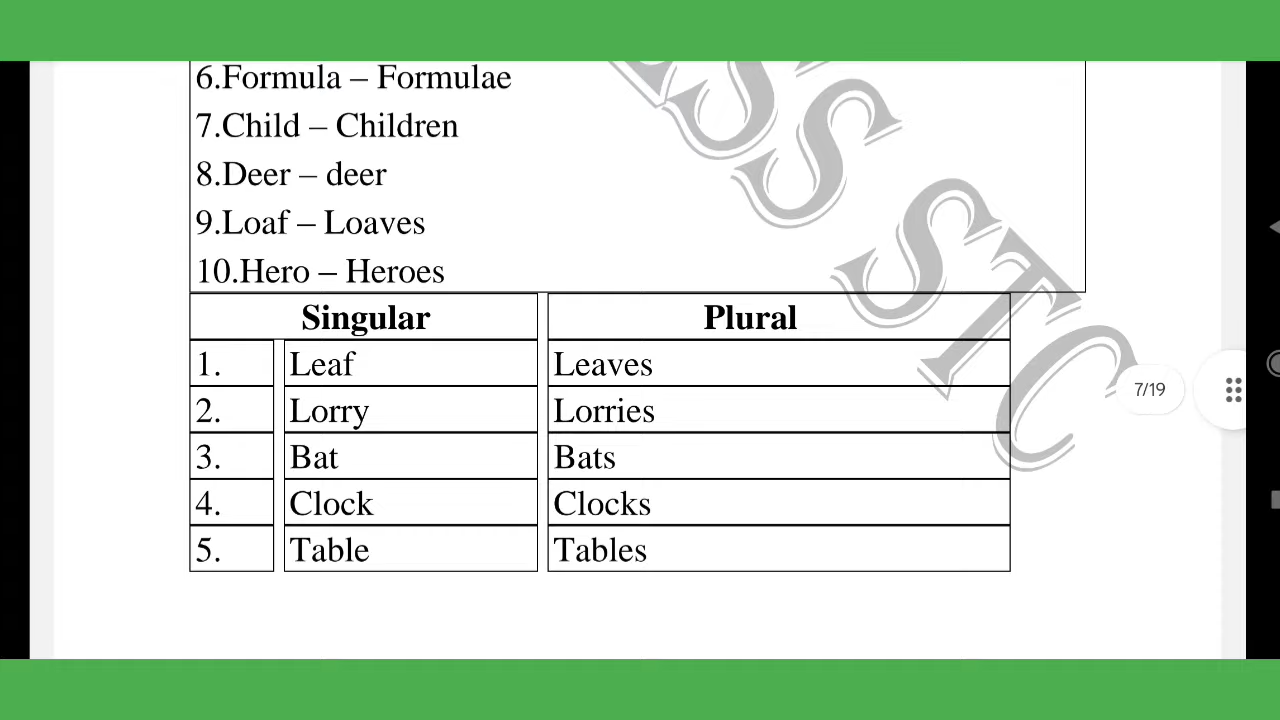 6.Formula – Formulae
7.Child – Children
8.Deer – deer
9.Loaf – Loaves
10.Hero – Heroes
Singular Plural
1. Leaf Leaves
2. Lorry Lorries
3. Bat Bats
4. Clock Clocks
5. Table Tables
7/19